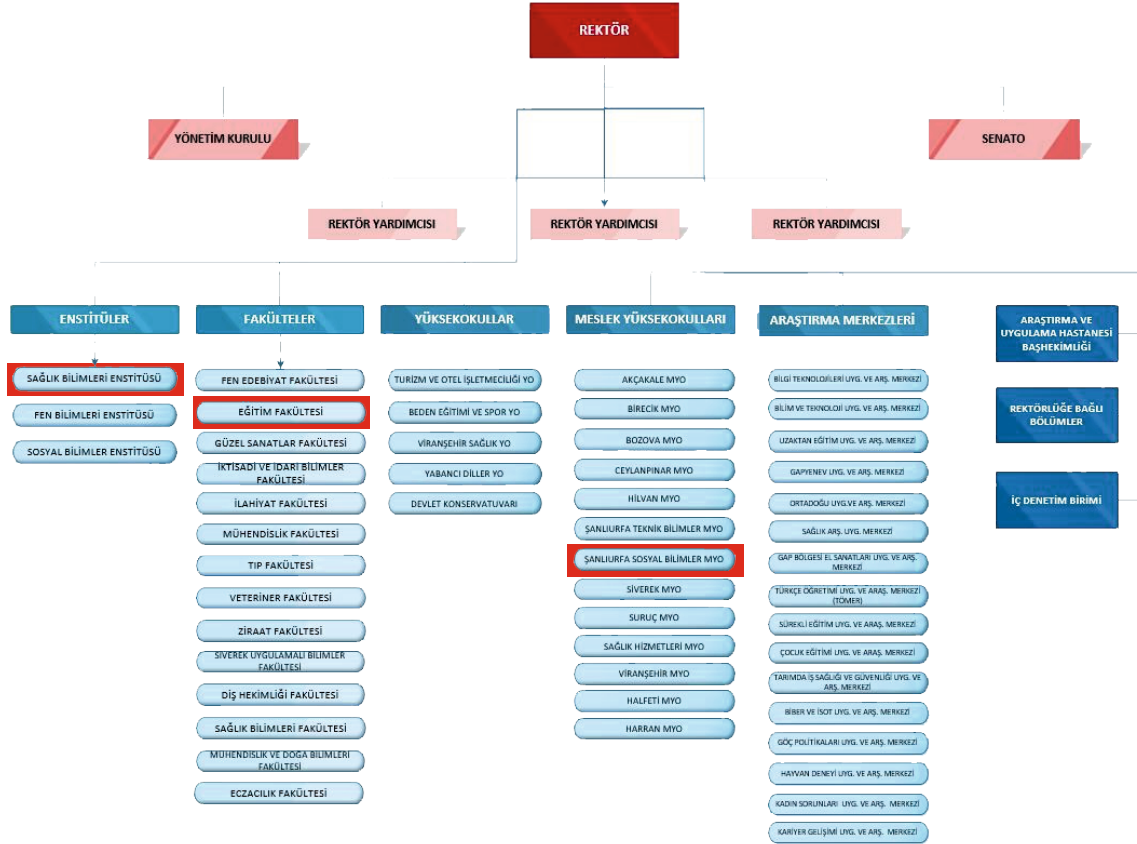 REKTÖR
YÖNETİM KURULU
SENATO
REKTÖR YARDIMCISI
REKTÖR YARDIMCISI
REKTÖR YARDIMCISI
ENSTİTÜLER
SAĞLIK BİLİMLERİ ENSTİTÜSÜ
FEN BİLİMLERİ ENSTİTÜSÜ
SOSYAL BİLİMLER ENSTİTÜSÜ
FAKÜLTELER
FEN EDEBİYAT FAKÜLTESİ
EĞİTİM FAKÜLTESİ
GÜZEL SANATLAR FAKÜLTESİ
İKTİSADİ VE İDARİ BİLİMLER
FAKÜLTESİ
İLAHİYAT FAKÜLTESİ
MÜHENDİSLİK FAKÜLTESİ
TIP FAKÜLTESİ
VETERİNER FAKÜLTESİ
ZİRAAT FAKÜLTESİ
SİVEREK UYGULAMALI BİLİMLER
FAKÜLTESİ
DİŞ HEKİMLİĞİ FAKÜLTESİ
SAĞLIK BİLİMLERİ FAKÜLTESİ
MÜHENDİSLİK VE DOĞA BİLİMLERİ
FAKÜLTESİ
ECZACILIK FAKÜLTESİ
YÜKSEKOKULLAR
TURİZM VE OTEL İŞLETMECİLİĞİ YO
BEDEN EĞİTİMİ VE SPOR YO
VİRANŞEHİR SAĞLIK YO
YABANCI DİLLER YO
DEVLET KONSERVATUVARI
MESLEK YÜKSEKOKULLARI
AKÇAKALE MYO
BİRECİK MYO
BOZOVA MYO
CEYLANPINAR MYO
HİLVAN MYO
ŞANLIURFA TEKNİK BİLİMLER MYO
ŞANLIURFA SOSYAL BİLİMLER MYO
SİVEREK MYO
SURUÇ MYO
SAĞLIK HİZMETLERİ MYO
VİRANŞEHİR MYO
HALFETİ MYO
HARRAN MYO
ARAŞTIRMA MERKEZLERİ
BİLGİ TEKNOLOJİLERİ UYG. VE ARŞ. MERKEZİ
BİLİM VE TEKNOLOJİ UYG. VE ARŞ. MERKEZİ
UZAKTAN EĞİTİM UYG. VE ARŞ. MERKEZİ
GAPYENEV UYG. VE ARŞ. MERKEZİ
ORTADOĞU UYG.VE ARŞ. MERKEZİ
SAĞLIK ARŞ. UYG. MERKEZİ
GAP BÖLGESİ EL SANATLARI UYG. VE ARŞ.
MERKEZİ
TÜRKÇE ÖĞRETİMİ UYG. VE ARAŞ. MERKEZİ
(TÖMER)
SÜREKLİ EĞİTİM UYG. VE ARAŞ. MERKEZİ
ÇOCUK EĞİTİMİ UYG. VE ARAŞ. MERKEZİ
TARIMDA İŞ SAĞLIĞI VE GÜVENLİĞİ UYG. VE
ARŞ. MERKEZİ
BİBER VE İSOT UYG. VE ARŞ. MERKEZİ
GÖÇ POLİTİKALARI UYG. VE ARŞ. MERKEZİ
HAYVAN DENEYİ UYG. VE ARŞ. MERKEZİ
KADIN SORUNLARI UYG. VE ARŞ. MERKEZİ
KARİYER GELİŞİMİ UYG. VE ARŞ. MERKEZİ
ARAŞTIRMA VE
UYGULAMA HASTANESİ
BAŞHEKİMLİĞİ
REKTÖRLÜĞE BAĞLI
BÖLÜMLER
İÇ DENETİM BİRİMİ